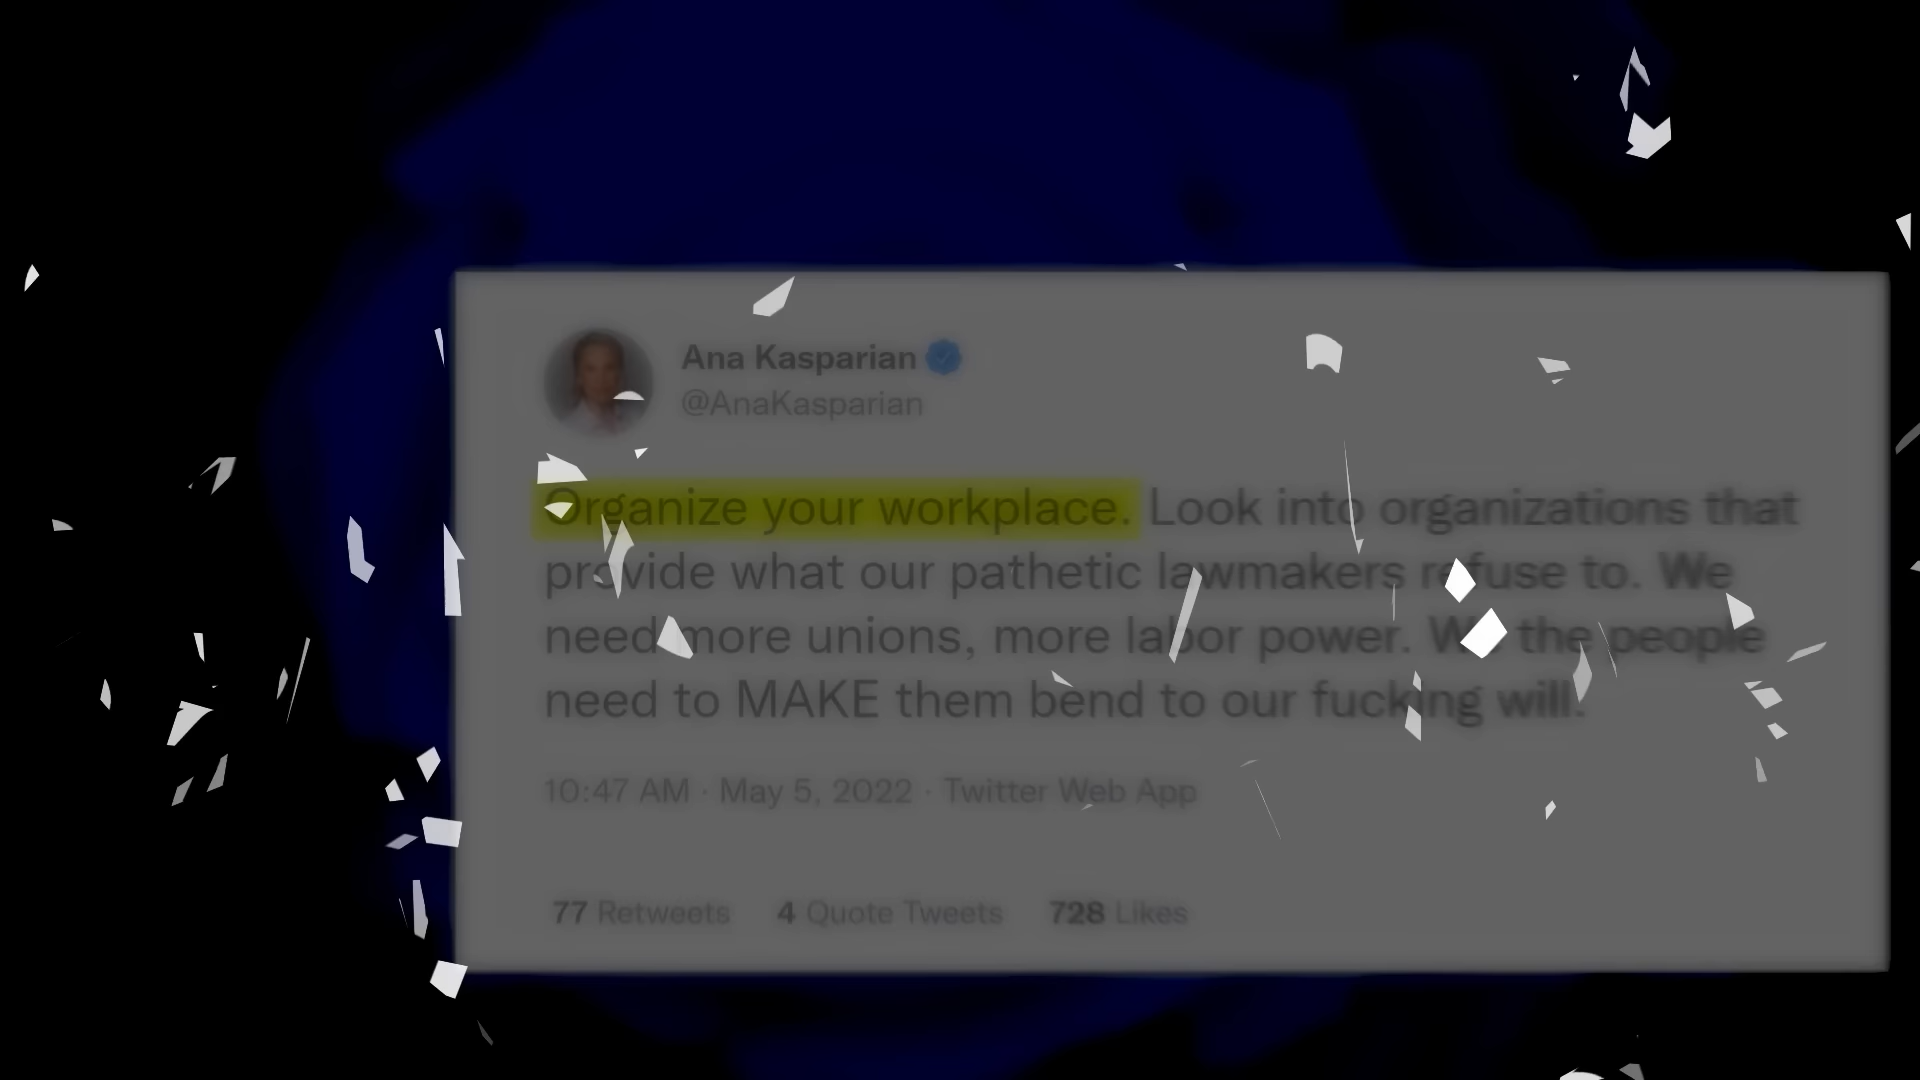 Ana Kasparian
@AnaKasparian
Organize your workplace. Look into organizations that
provide what our pathetic lawmakers refuse to. We
need more unions, more labor power. We the people
need to MAKE them bend to our fucking will.
10:47 AM · May 5, 2022 · Twitter Web App
77 Retweets 4 Quote Tweets 728 Likes